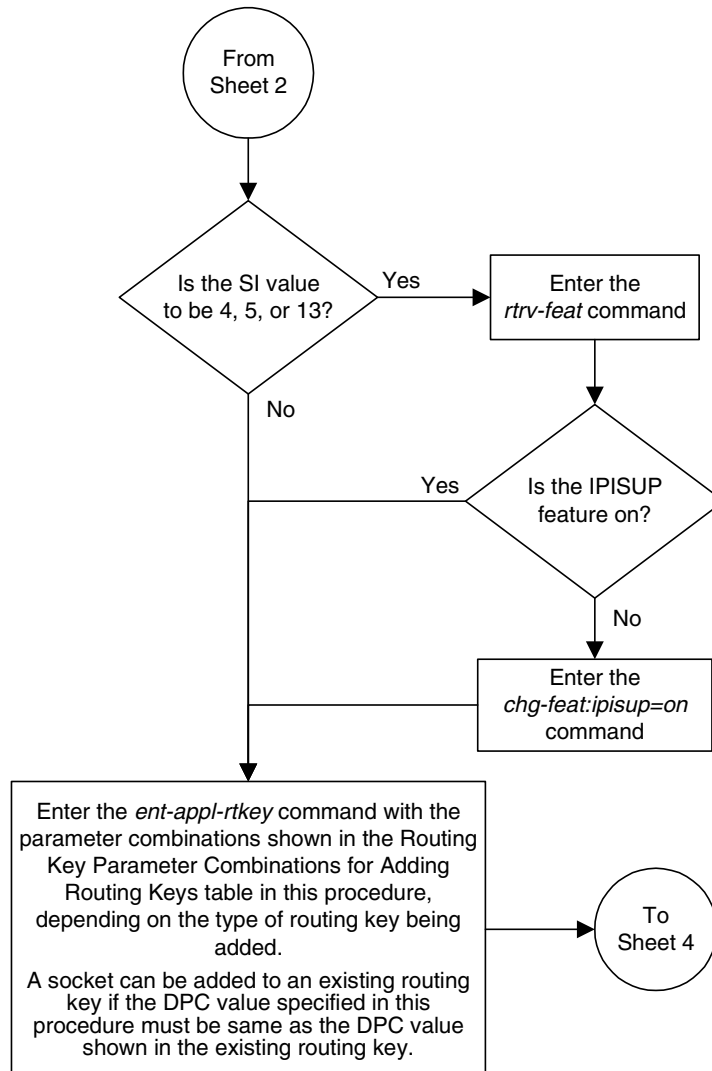 From
Sheet 2
Is the SI value
to be 4, 5, or 13?
Yes
Enter the
rtrv-feat command
No
Yes
Is the IPISUP
feature on?
No
Enter the
chg-feat:ipisup=on
command
Enter the ent-appl-rtkey command with the
parameter combinations shown in the Routing
Key Parameter Combinations for Adding
Routing Keys table in this procedure,
depending on the type of routing key being
added.
A socket can be added to an existing routing
key if the DPC value specified in this
procedure must be same as the DPC value
shown in the existing routing key.
To
Sheet 4